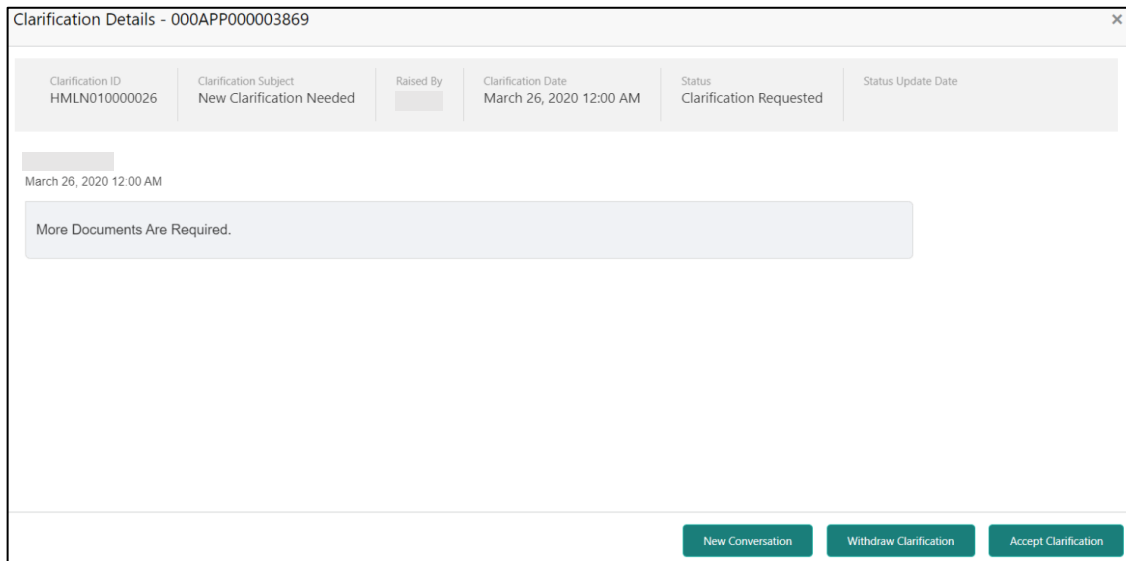 Clarification Details - 000APP000003869 ×
Clarification ID Clarification Subject Raised By Clarification Date Status Status Update Date
HMLN010000026 New Clarification Needed March 26, 2020 12:00 AM Clarification Requested
March 26, 2020 12:00 AM
More Documents Are Required.
New Conversation Withdraw Clarification Accept Clarification